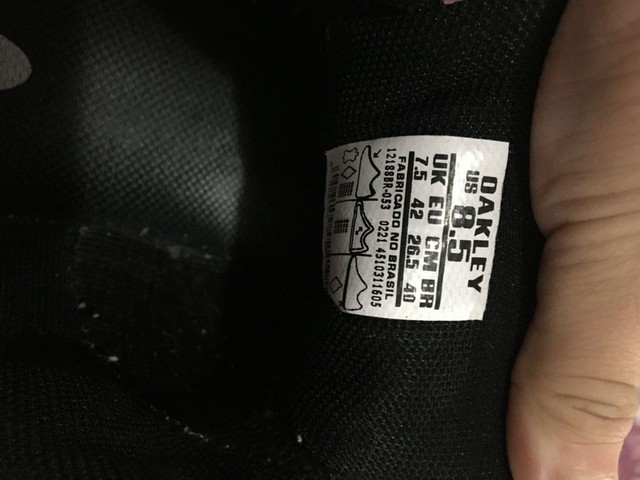 OAKLEY
US 8.5
UK EU CM BR
7.5 42 26.5 40
FABRICADO NO BRASIL
12188BR-053 0221 4510311605